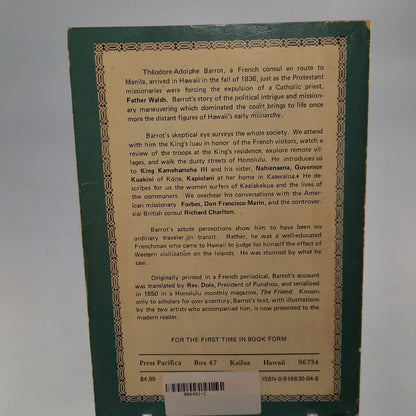 Théodore-Adolphe Barrot, a French consul en route to
Manila, arrived in Hawaii in the fall of 1836, just as the Protestant
missionaries were forcing the expulsion of a Catholic priest,
Father Walsh. Barrot's story of the political intrigue and mission-
ary maneuvering which dominated the court brings to life once
more the distant figures of Hawaii's early monarchy.
Barrot's skeptical eye surveys the whole society. We attend
with him the King's luau in honor of the French visitors, watch a
review of the troops at the King's residence, explore remote vil-
lages, and walk the dusty streets of Honolulu. He introduces us
to King Kamehameha III and his sister, Nahienaena, Governor
Kuakini of Kona, Kapiolani at her home in Kaawaloa. He de-
scribes for us the women surfers of Kealakekua and the lives of
the commoners. We overhear his conversations with the Amer-
ican missionary Forbes, Don Francisco Marin, and the controver-
sial British consul Richard Charlton.
Barrot's astute perceptions show him to have been no
ordinary traveler in transit. Rather, he was a well-educated
Frenchman who came to Hawaii to judge for himself the affect of
Western civilization on the Islands. He was stunned by what he
saw.
Originally printed in a French periodical, Barrot's account
was translated by Rev. Dole, President of Punahou, and serialized
in 1850 in a Honolulu monthly magazine, The Friend. Known
only to scholars for over a century, Barrot's text, with illustrations
by the two artists who accompanied him, is now presented to the
modern reader.
FOR THE FIRST TIME IN BOOK FORM
Press Pacifica Box 47 Kailua Hawaii 96734
$4.95 ISBN-0-916630-04-8
006401-1